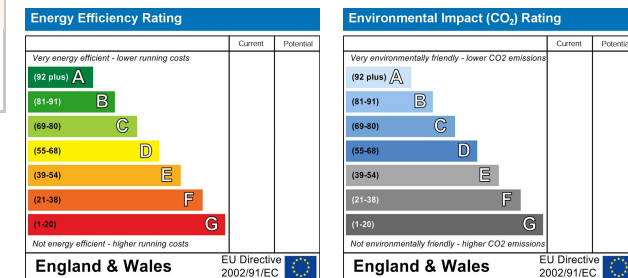 Energy Efficiency Rating
Current Potential
Very energy efficient - lower running costs
(92 plus) A
(81-91) B
(69-80) C
(55-68) D
(39-54) E
(21-38) F
(1-20) G
Not energy efficient - higher running costs
England & Wales
EU Directive
2002/91/EC
Environmental Impact (CO₂) Rating
Current Potential
Very environmentally friendly - lower CO2 emissions
(92 plus) A
(81-91) B
(69-80) C
(55-68) D
(39-54) E
(21-38) F
(1-20) G
Not environmentally friendly - higher CO2 emissions
England & Wales
EU Directive
2002/91/EC